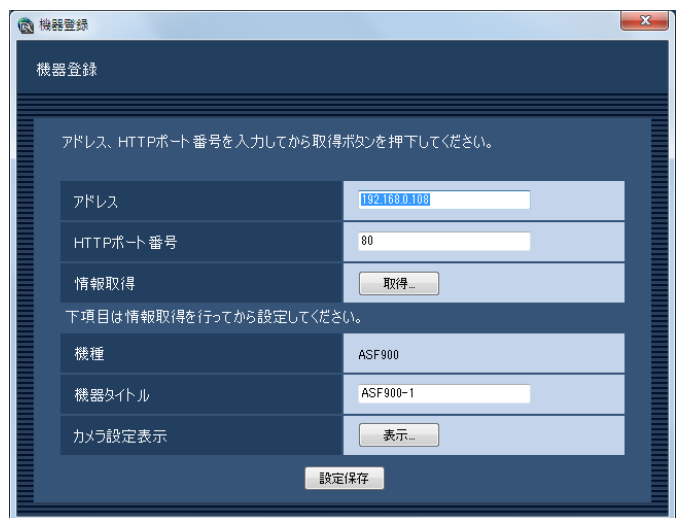 機器登録
機器登録
アドレス、HTTPポート番号を入力してから取得ボタンを押下してください。
アドレス 192.168.0.108
HTTPポート番号 80
情報取得 取得...
下項目は情報取得を行ってから設定してください。
機種 ASF900
機器タイトル ASF900-1
カメラ設定表示 表示...
設定保存